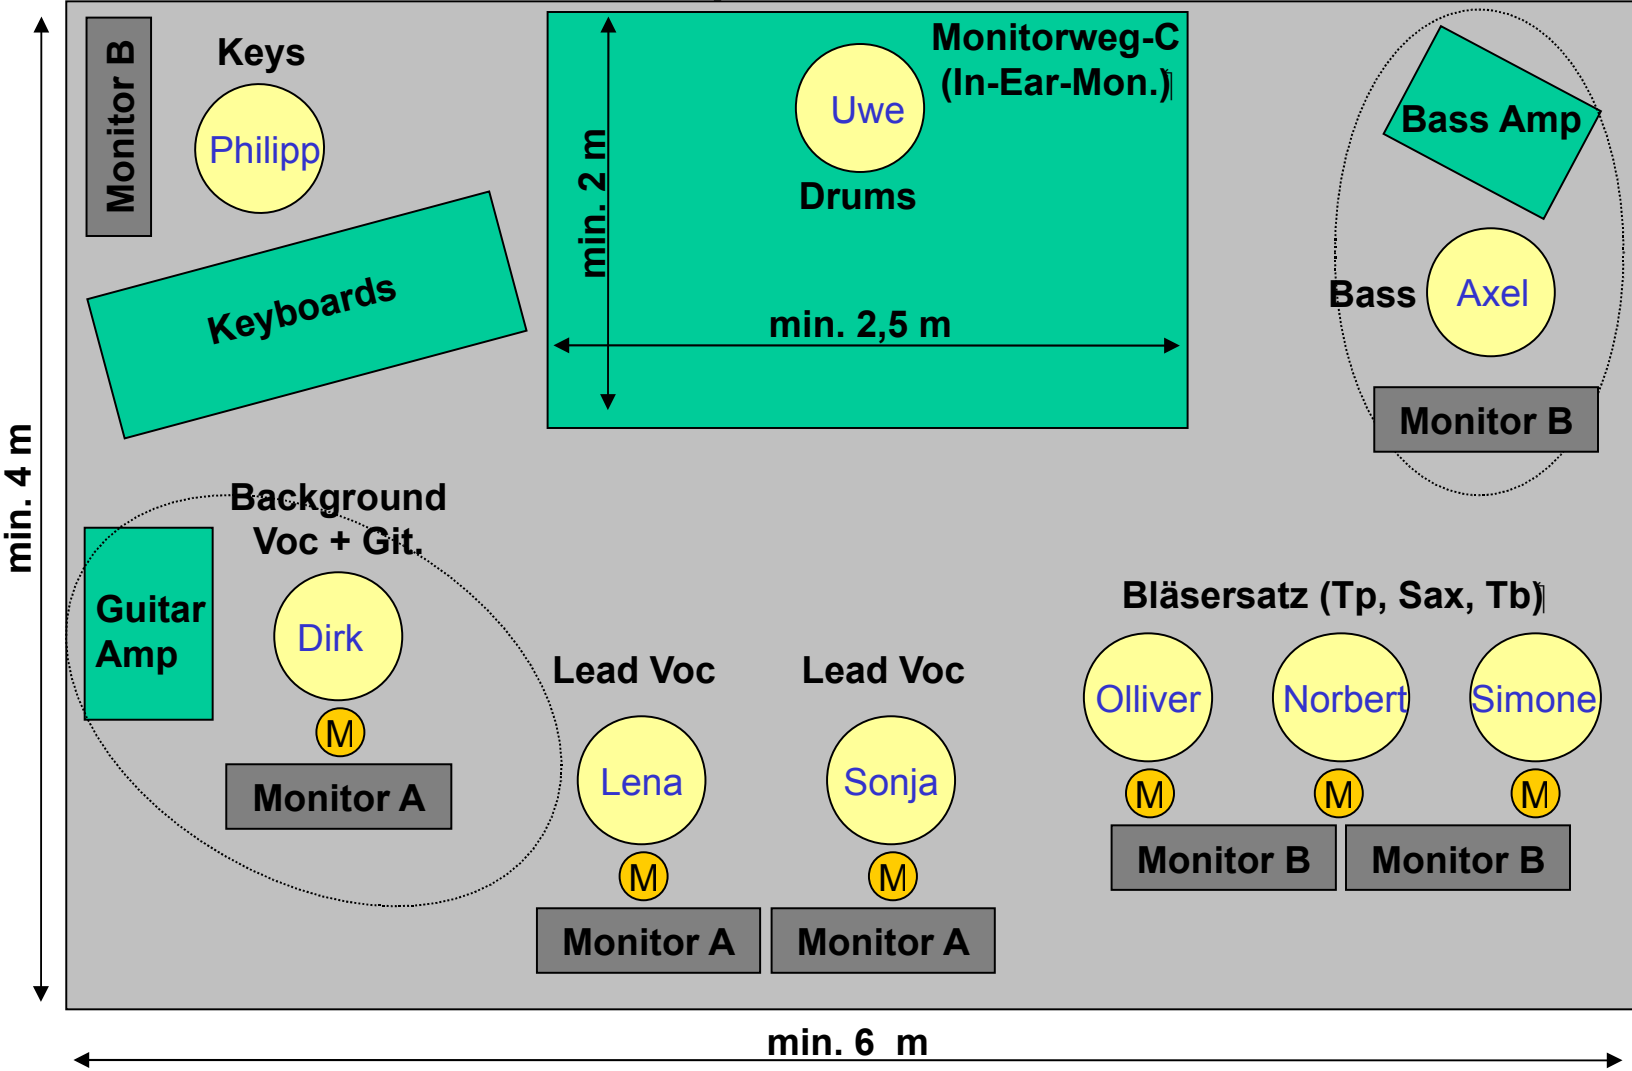 Monitor B
Keys
Philipp
Keyboards
Monitorweg-C
(In-Ear-Mon.)
Uwe
Drums
min. 2 m
min. 2,5 m
Bass Amp
Bass
Axel
Monitor B
min. 4 m
Background
Voc + Git.
Guitar
Amp
Dirk
M
Monitor A
Lead Voc
Lena
M
Monitor A
Lead Voc
Sonja
M
Monitor A
Bläsersatz (Tp, Sax, Tb)
Olliver
Norbert
Simone
M
M
M
Monitor B
Monitor B
min. 6 m